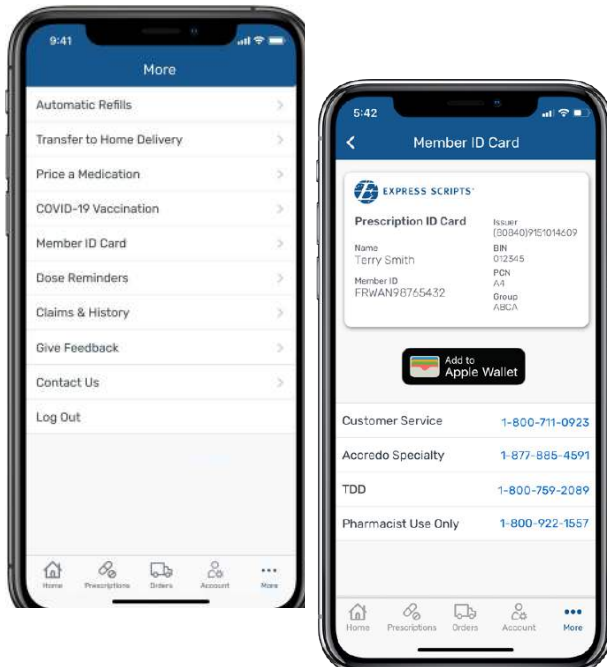 9:41
More
Automatic Refills
Transfer to Home Delivery
Price a Medication
COVID-19 Vaccination
Member ID Card
Dose Reminders
Claims & History
Give Feedback
Contact Us
Log Out
Home Prescriptions Orders Account More
5:42
Member ID Card
EXPRESS SCRIPTS®
Prescription ID Card
Issuer
(80840)9151014609
Name
Terry Smith
BIN
012345
Member ID
FRWAN98765432
PCN
A4
Group
ABCA
Add to
Apple Wallet
Customer Service 1-800-711-0923
Accredo Specialty 1-877-885-4591
TDD 1-800-759-2089
Pharmacist Use Only 1-800-922-1557
Home Prescriptions Orders Account More